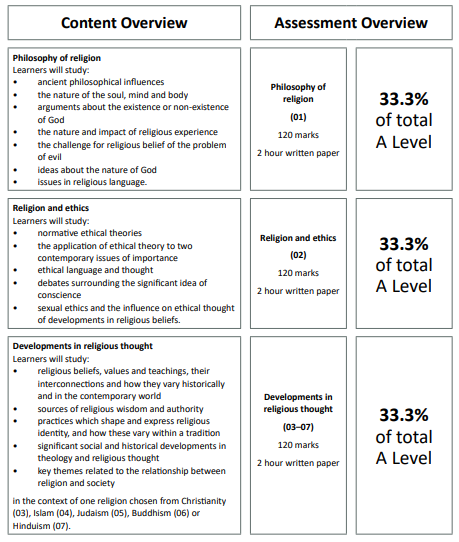 Content Overview
Assessment Overview
Philosophy of religion
Learners will study:
• ancient philosophical influences
• the nature of the soul, mind and body
• arguments about the existence or non-existence
of God
• the nature and impact of religious experience
• the challenge for religious belief of the problem
of evil
• ideas about the nature of God
• issues in religious language.
Philosophy of
religion
(01)
120 marks
2 hour written paper
33.3%
of total
A Level
Religion and ethics
Learners will study:
• normative ethical theories
• the application of ethical theory to two
contemporary issues of importance
• ethical language and thought
• debates surrounding the significant idea of
conscience
• sexual ethics and the influence on ethical thought
of developments in religious beliefs.
Religion and ethics
(02)
120 marks
2 hour written paper
33.3%
of total
A Level
Developments in religious thought
Learners will study:
• religious beliefs, values and teachings, their
interconnections and how they vary historically
and in the contemporary world
• sources of religious wisdom and authority
• practices which shape and express religious
identity, and how these vary within a tradition
• significant social and historical developments in
theology and religious thought
• key themes related to the relationship between
religion and society
in the context of one religion chosen from Christianity
(03), Islam (04), Judaism (05), Buddhism (06) or
Hinduism (07).
Developments in
religious thought
(03–07)
120 marks
2 hour written paper
33.3%
of total
A Level